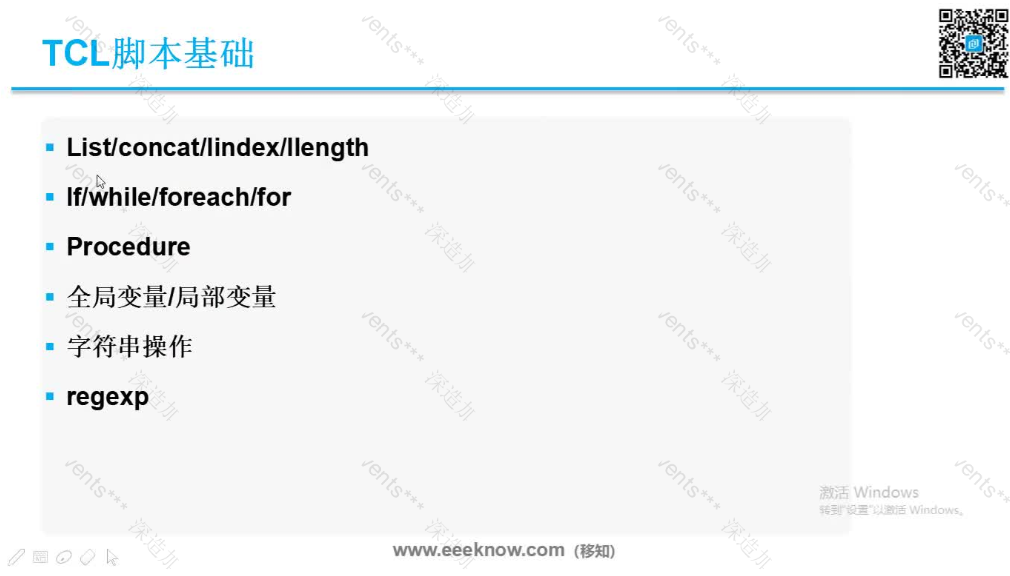 TCL脚本基础
List/concat/lindex/llength
If/while/foreach/for
Procedure
全局变量/局部变量
字符串操作
regexp
激活 Windows
转到"设置"以激活 Windows。
www.eeeknow.com（移知）